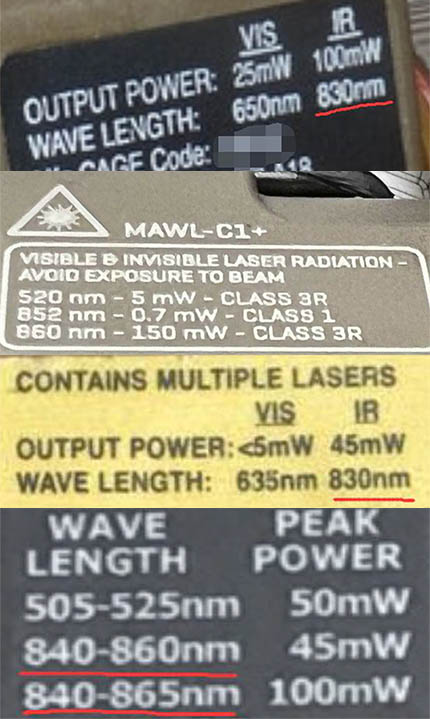 VIS IR
OUTPUT POWER: 25mW 100mW
WAVE LENGTH: 650nm 830nm
CAGE Code: A18
MAWL-C1+
VISIBLE & INVISIBLE LASER RADIATION -
AVOID EXPOSURE TO BEAM
520 nm - 5 mW - CLASS 3R
852 nm - 0.7 mW - CLASS 1
860 nm - 150 mW - CLASS 3R
CONTAINS MULTIPLE LASERS
VIS IR
OUTPUT POWER: <5mW 45mW
WAVE LENGTH: 635nm 830nm
WAVE PEAK
LENGTH POWER
505-525nm 50mW
840-860nm 45mW
840-865nm 100mW